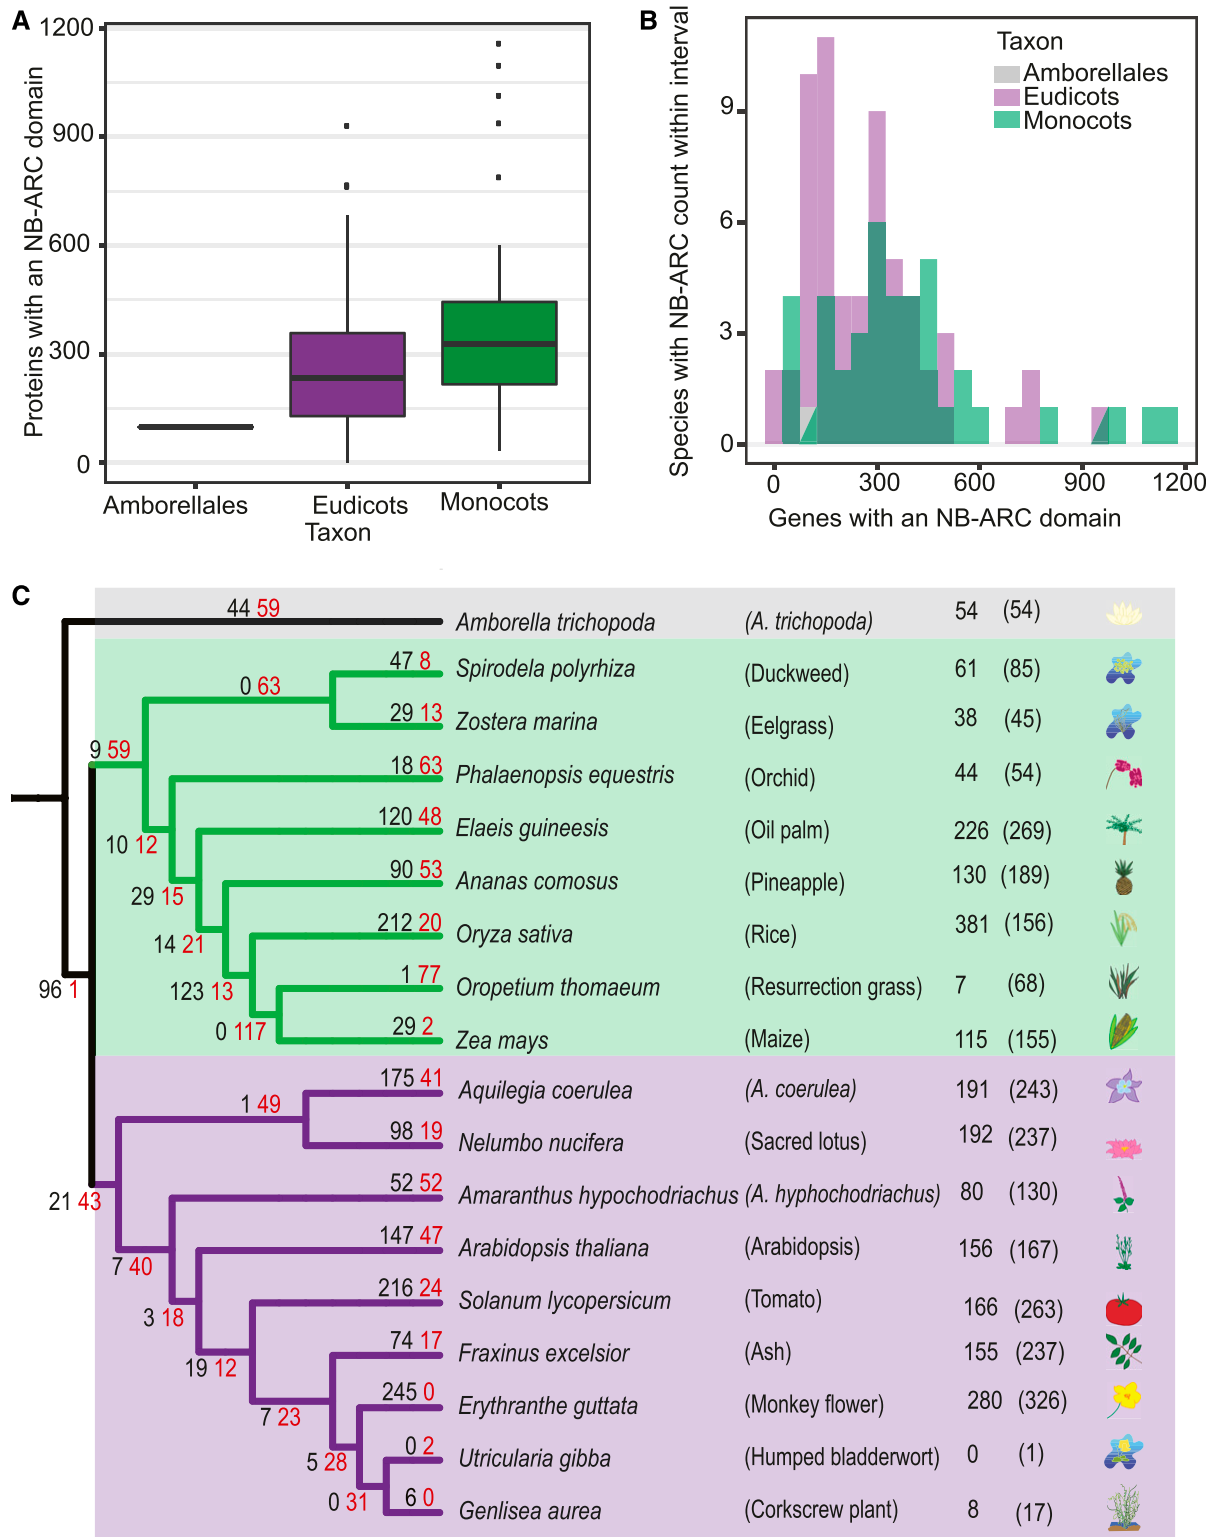 A
Proteins with an NB-ARC domain
1200
900
600
300
0
Amborellales
Eudicots
Monocots
Taxon
B
Species with NB-ARC count within interval
9
6
3
0
Taxon
Amborellales
Eudicots
Monocots
0
300
600
900
1200
Genes with an NB-ARC domain
C
44 59
Amborella trichopoda (A. trichopoda) 54 (54)
47 8
Spirodela polyrhiza (Duckweed) 61 (85)
0 63
29 13
Zostera marina (Eelgrass) 38 (45)
9 59
18 63
Phalaenopsis equestris (Orchid) 44 (54)
10 12
120 48
Elaeis guineesis (Oil palm) 226 (269)
29 15
90 53
Ananas comosus (Pineapple) 130 (189)
14 21
212 20
Oryza sativa (Rice) 381 (156)
123 13
1 77
Oropetium thomaeum (Resurrection grass) 7 (68)
96 1
0 117
29 2
Zea mays (Maize) 115 (155)
175 41
Aquilegia coerulea (A. coerulea) 191 (243)
1 49
98 19
Nelumbo nucifera (Sacred lotus) 192 (237)
21 43
52 52
Amaranthus hypochodriachus (A. hyphochodriachus) 80 (130)
7 40
147 47
Arabidopsis thaliana (Arabidopsis) 156 (167)
3 18
216 24
Solanum lycopersicum (Tomato) 166 (263)
19 12
74 17
Fraxinus excelsior (Ash) 155 (237)
7 23
245 0
Erythranthe guttata (Monkey flower) 280 (326)
5 28
0 2
Utricularia gibba (Humped bladderwort) 0 (1)
0 31
6 0
Genlisea aurea (Corkscrew plant) 8 (17)